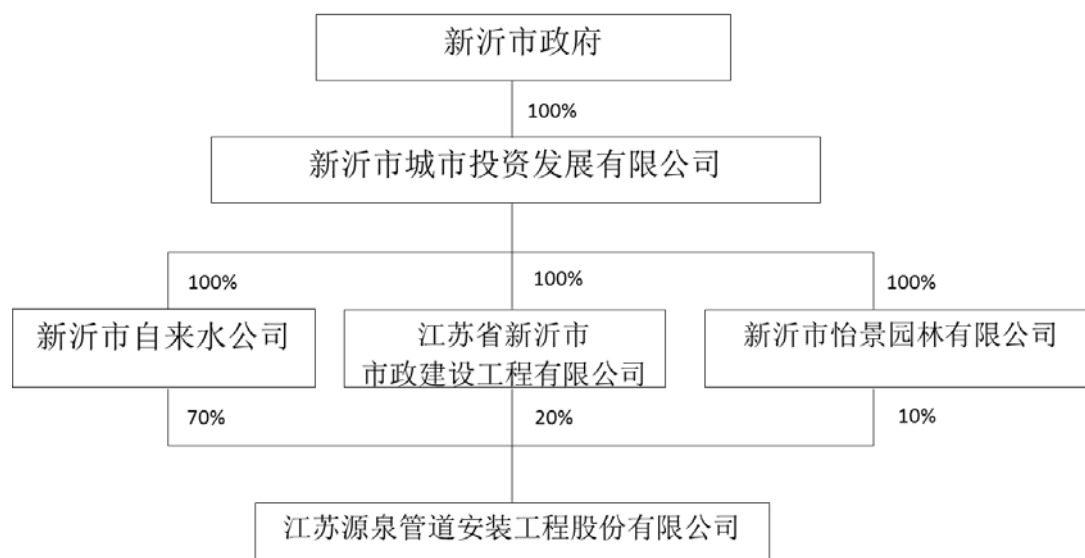 新沂市政府
100%
新沂市城市投资发展有限公司
100%
100%
100%
新沂市自来水公司
江苏省新沂市
市政建设工程有限公司
新沂市怡景园林有限公司
70%
20%
10%
江苏源泉管道安装工程股份有限公司